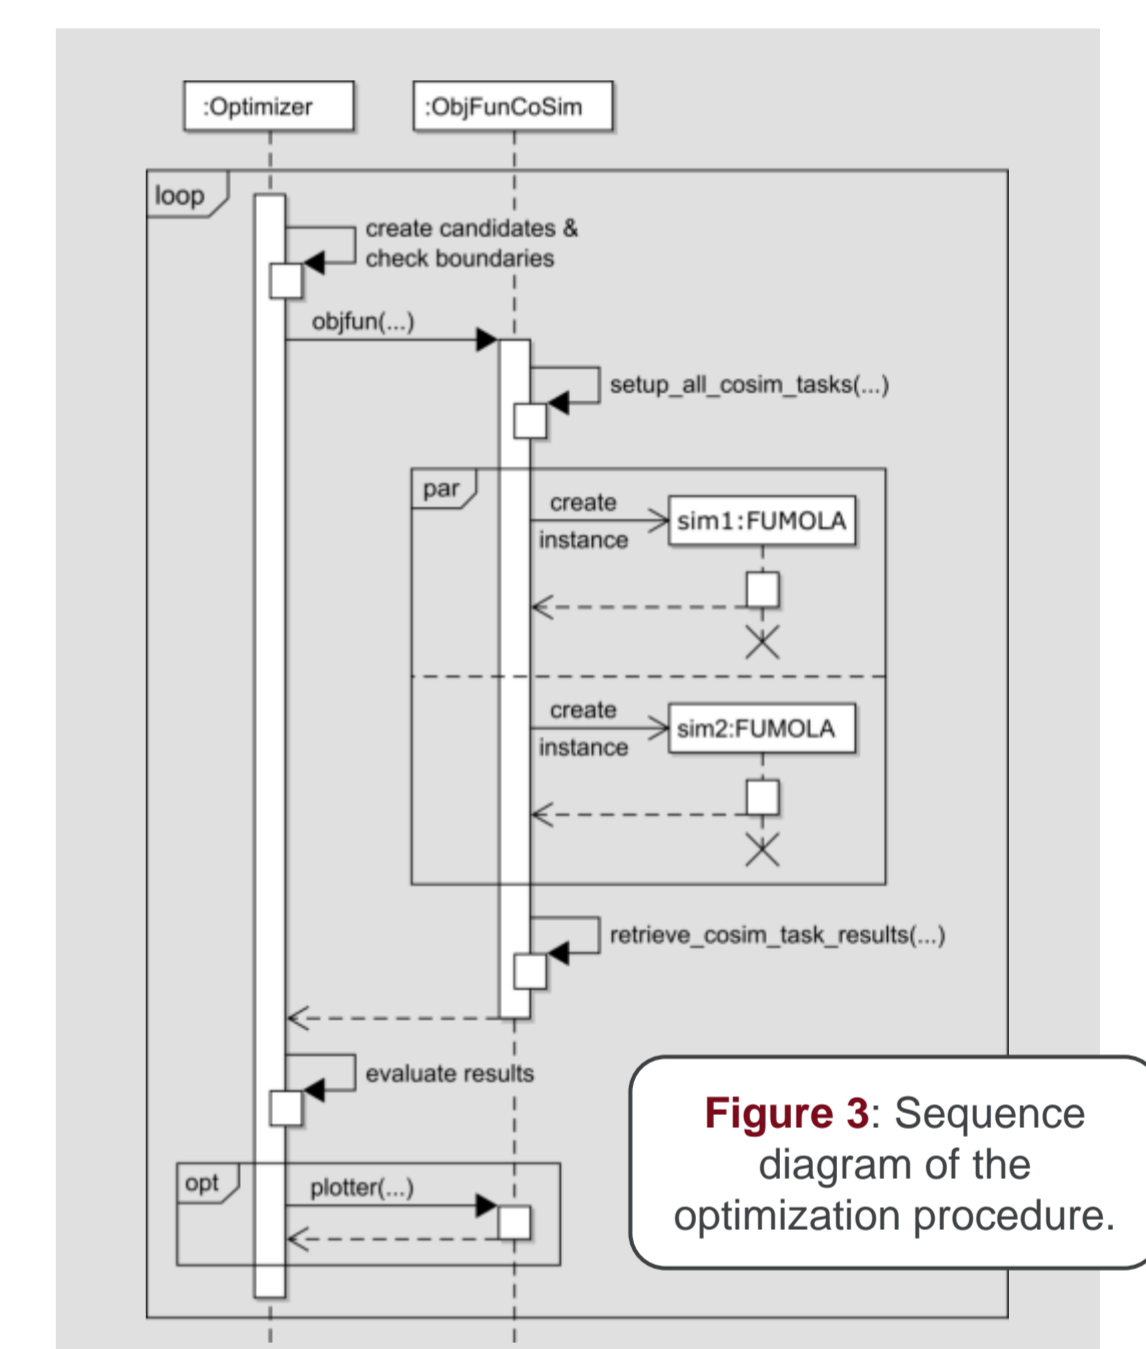 :Optimizer
:ObjFunCoSim
loop
create candidates &
check boundaries
objfun(...)
setup_all_cosim_tasks(...)
par
create
instance
sim1:FUMOLA
create
instance
sim2:FUMOLA
retrieve_cosim_task_results(...)
evaluate results
opt
plotter(...)
Figure 3: Sequence
diagram of the
optimization procedure.